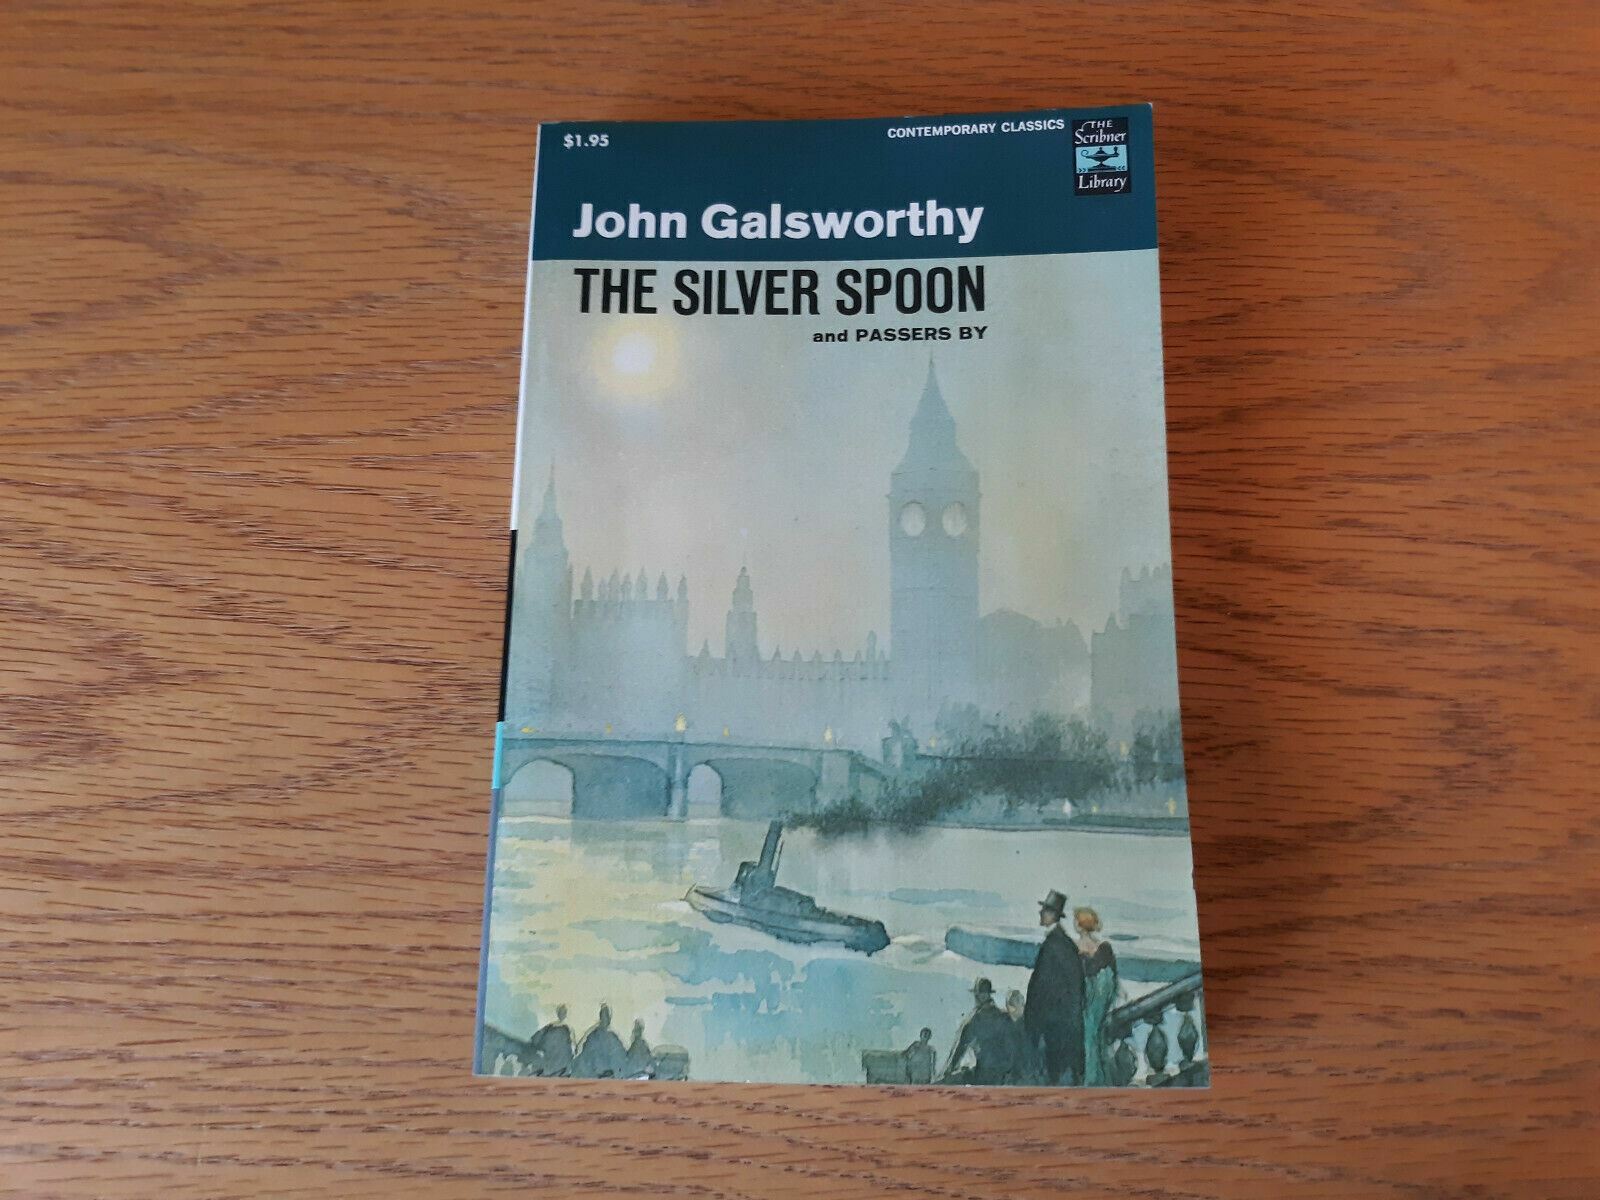 $1.95
CONTEMPORARY CLASSICS
THE
Scribner
Library
John Galsworthy
THE SILVER SPOON
and PASSERS BY